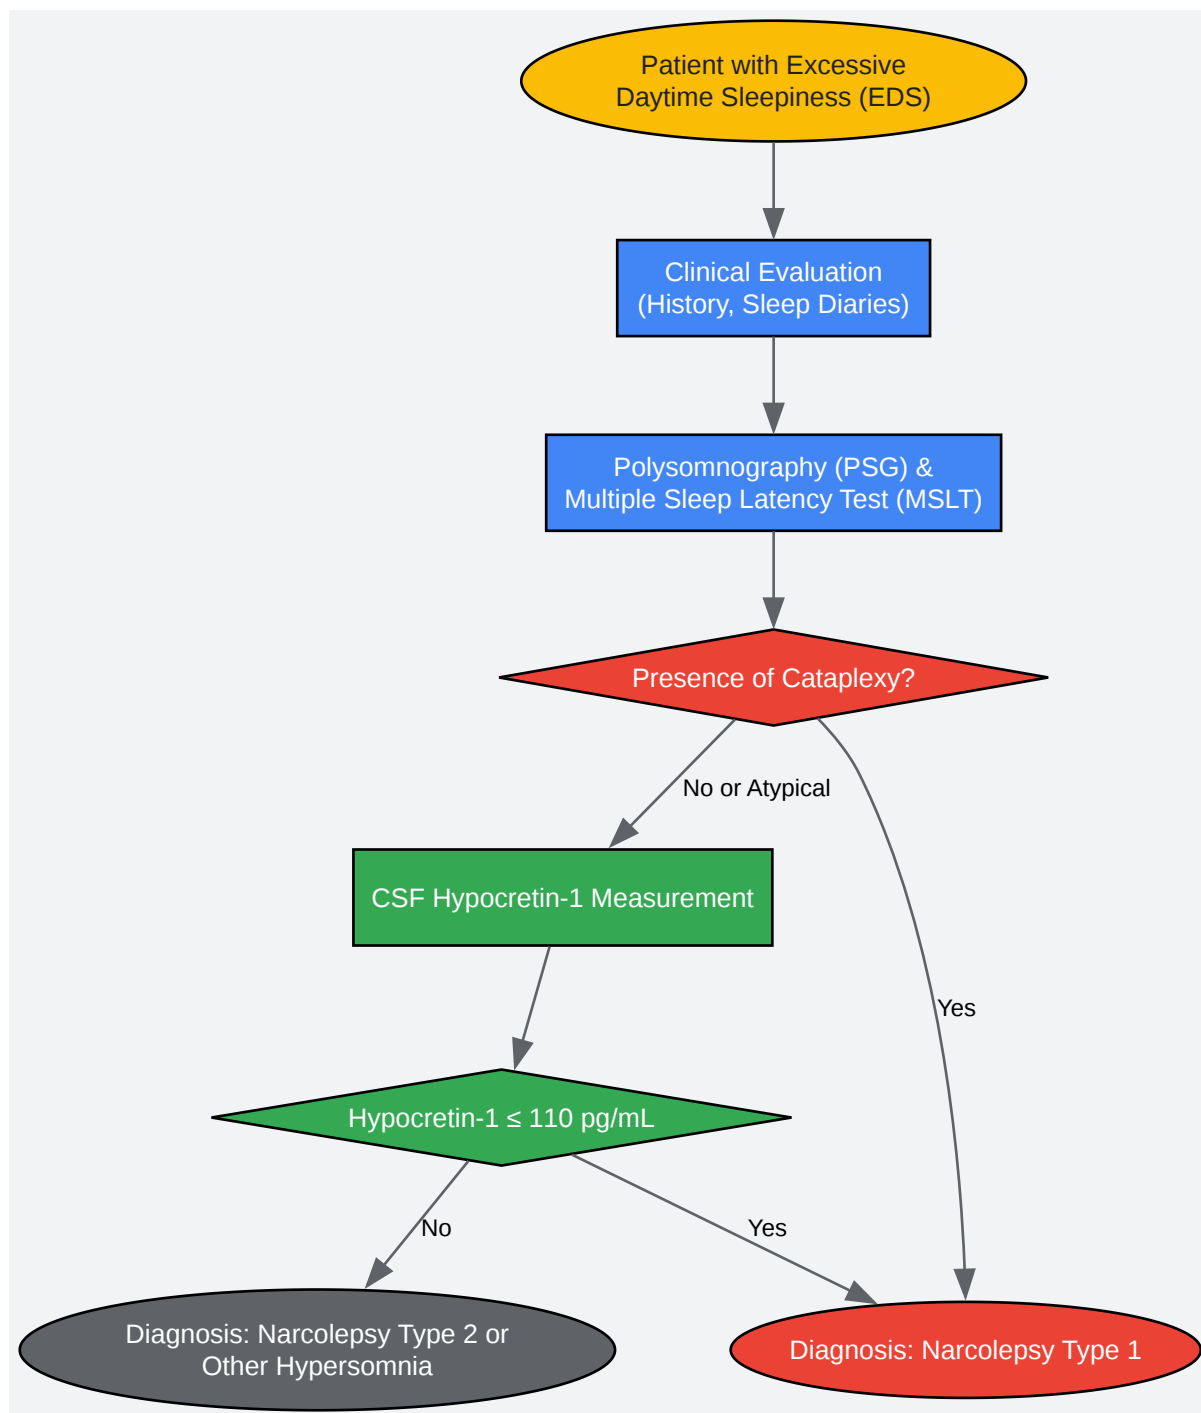 Patient with Excessive
Daytime Sleepiness (EDS)
Clinical Evaluation
(History, Sleep Diaries)
Polysomnography (PSG) &
Multiple Sleep Latency Test (MSLT)
Presence of Cataplexy?
No or Atypical
CSF Hypocretin-1 Measurement
Yes
Hypocretin-1 ≤ 110 pg/mL
No
Yes
Diagnosis: Narcolepsy Type 2 or
Other Hypersomnia
Diagnosis: Narcolepsy Type 1